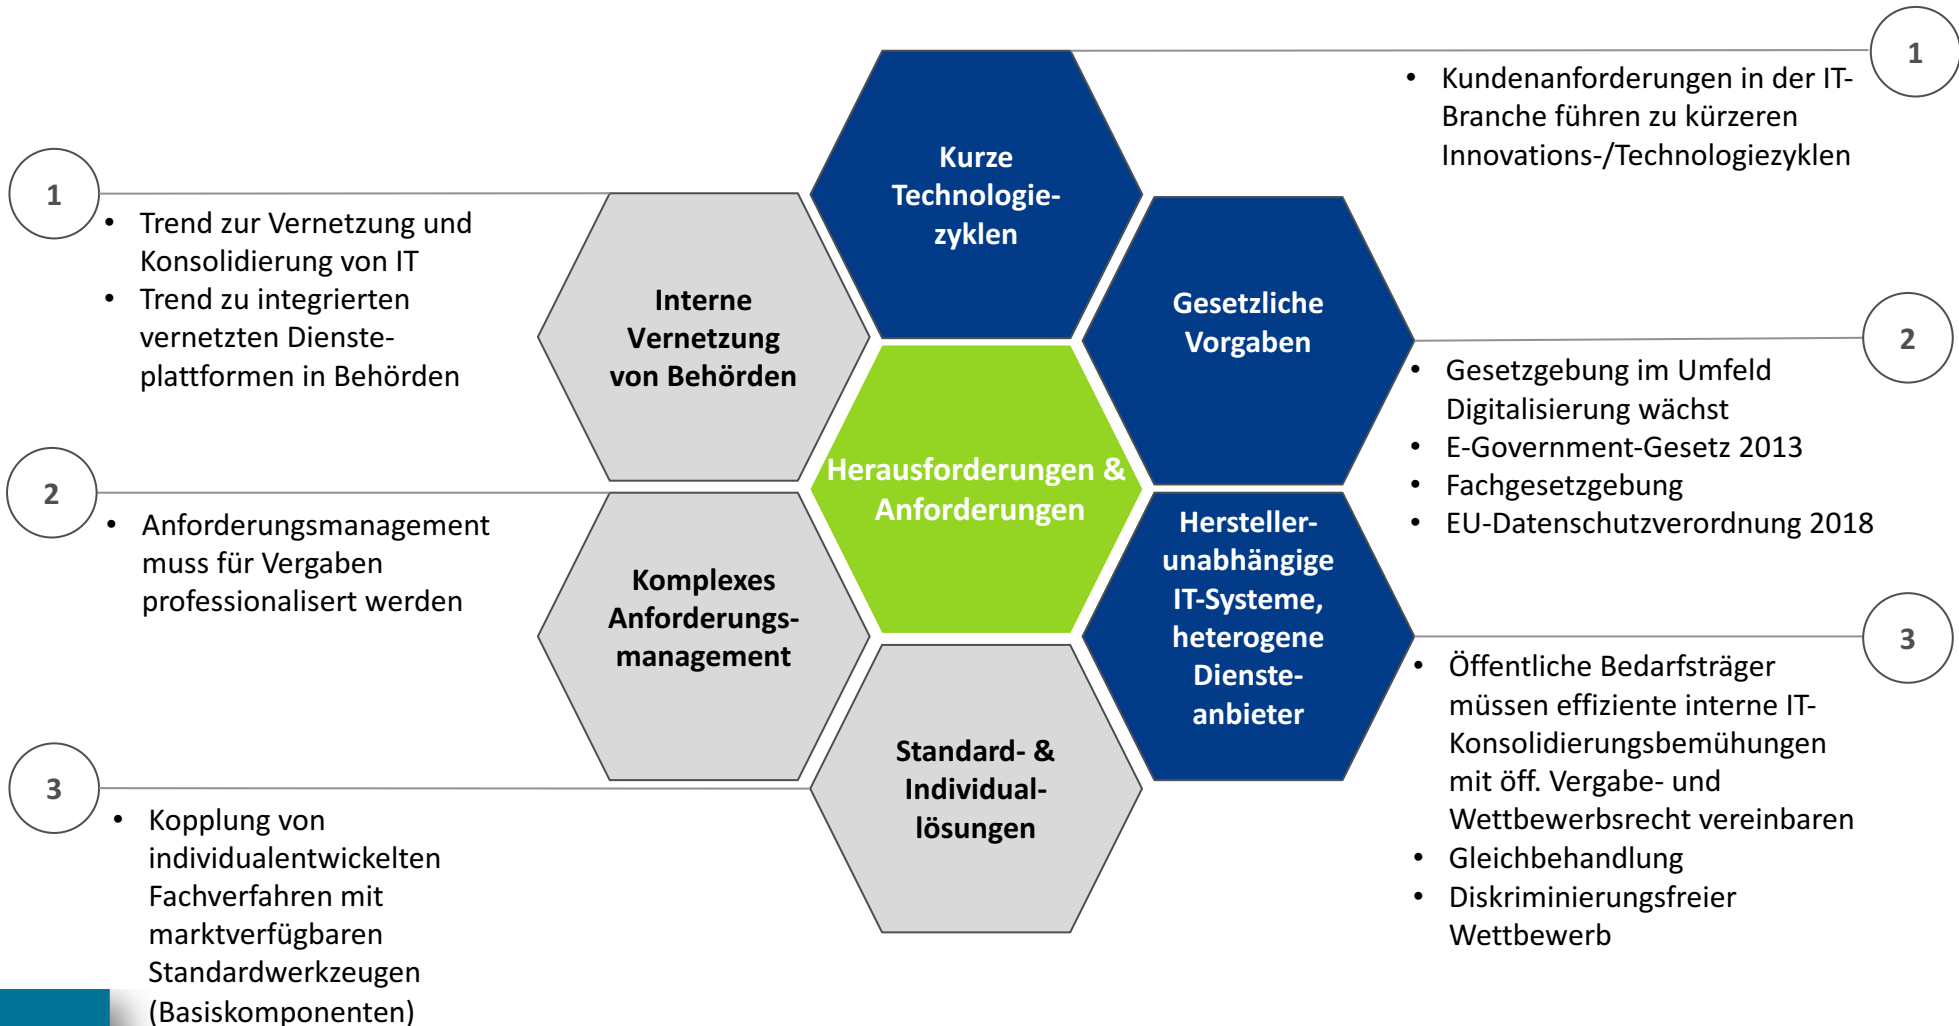 1
• Trend zur Vernetzung und
Konsolidierung von IT
• Trend zu integrierten
vernetzten Dienste-
plattformen in Behörden
2
• Anforderungsmanagement
muss für Vergaben
professionalisert werden
3
• Kopplung von
individualentwickelten
Fachverfahren mit
marktverfügbaren
Standardwerkzeugen
(Basiskomponenten)
Interne
Vernetzung
von Behörden
Komplexes
Anforderungs-
management
Kurze
Technologie-
zyklen
Herausforderungen &
Anforderungen
Standard- &
Individual-
lösungen
Gesetzliche
Vorgaben
Hersteller-
unabhängige
IT-Systeme,
heterogene
Dienste-
anbieter
1
• Kundenanforderungen in der IT-
Branche führen zu kürzeren
Innovations-/Technologiezyklen
2
• Gesetzgebung im Umfeld
Digitalisierung wächst
• E-Government-Gesetz 2013
• Fachgesetzgebung
• EU-Datenschutzverordnung 2018
3
• Öffentliche Bedarfsträger
müssen effiziente interne IT-
Konsolidierungsbemühungen
mit öff. Vergabe- und
Wettbewerbsrecht vereinbaren
• Gleichbehandlung
• Diskriminierungsfreier
Wettbewerb